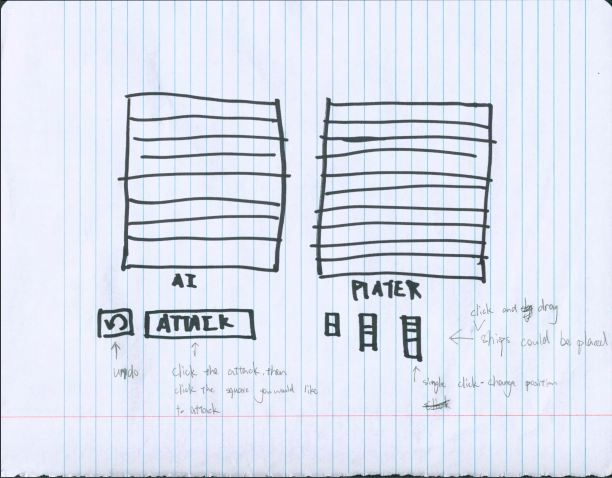 AI
PLAYER
ATTACK
undo
click the attack, then
click the square you would like
to attack
click and drag
ships could be placed
single click - change position